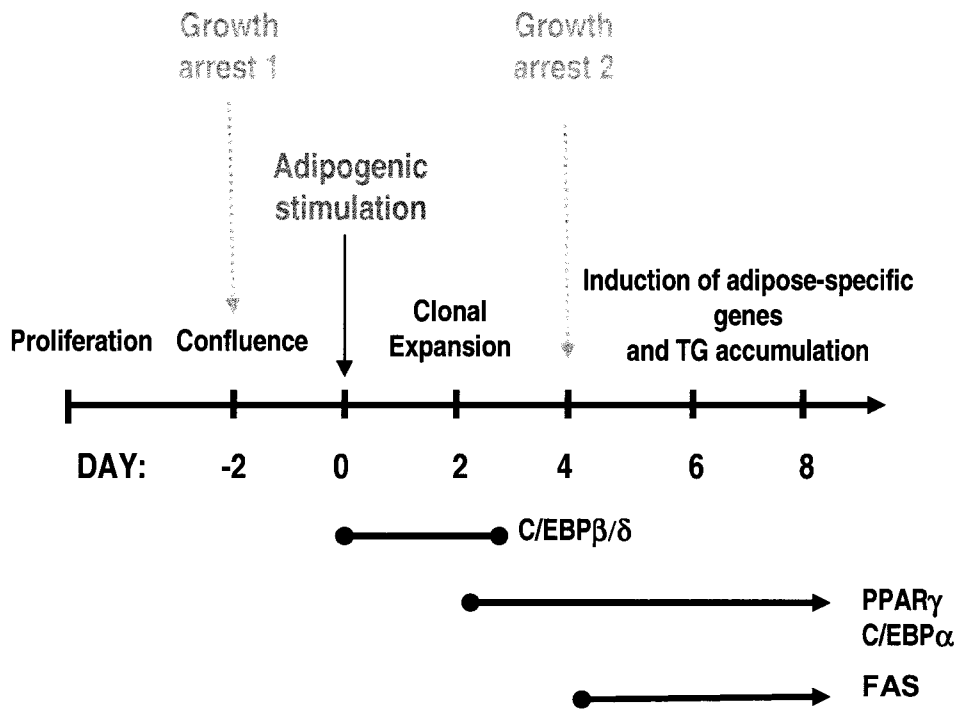 Growth
arrest 1
Growth
arrest 2
Adipogenic
stimulation
Proliferation
Confluence
Clonal
Expansion
Induction of adipose-specific
genes
and TG accumulation
DAY: -2 0 2 4 6 8
C/EBPβ/δ
PPARγ
C/EBPα
FAS